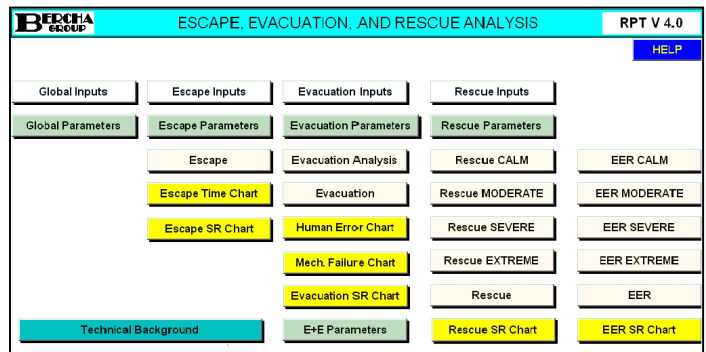 BERCHA GROUP
ESCAPE, EVACUATION, AND RESCUE ANALYSIS
RPT V 4.0
HELP
Global Inputs
Escape Inputs
Evacuation Inputs
Rescue Inputs
Global Parameters
Escape Parameters
Evacuation Parameters
Rescue Parameters
Escape
Evacuation Analysis
Rescue CALM
EER CALM
Escape Time Chart
Evacuation
Rescue MODERATE
EER MODERATE
Escape SR Chart
Human Error Chart
Rescue SEVERE
EER SEVERE
Mech. Failure Chart
Rescue EXTREME
EER EXTREME
Evacuation SR Chart
Rescue
EER
Technical Background
E+E Parameters
Rescue SR Chart
EER SR Chart